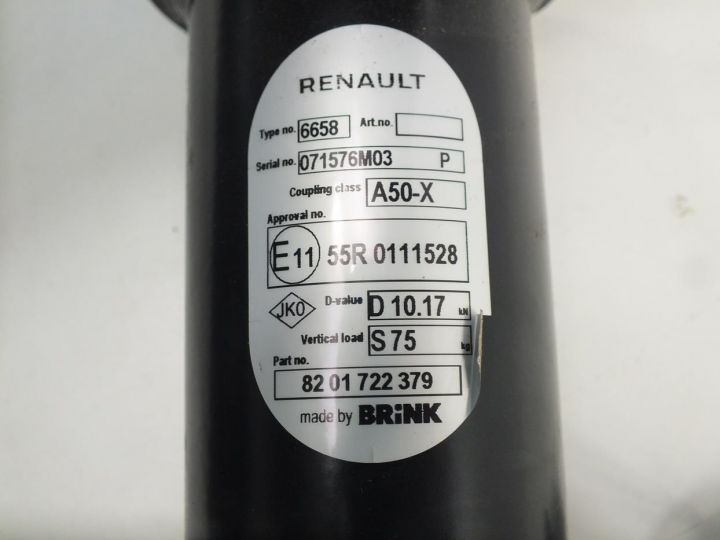 RENAULT
Type no. 6658 Art.no.
Serial no. 071576M03 P
Coupling class A50-X
Approval no.
E11 55R 0111528
JKO D-value D 10.17 kN
Vertical load S 75 kg
Part no.
82 01 722 379
made by BRiNK